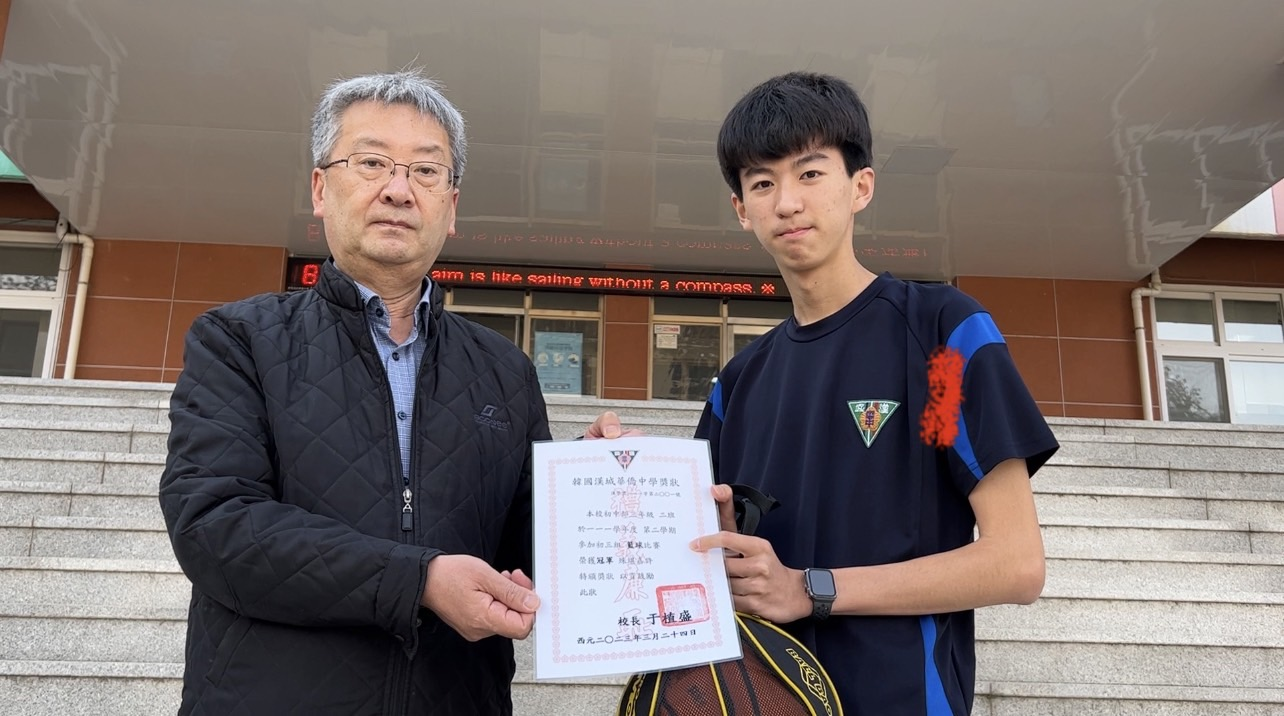 aim is like sailing without a compass.※
韓國漢城華僑中學獎狀
本校初中部三年級 二班
於一一一學年度 第二學期
參加初三組 籃球比賽
榮獲冠軍 殊堪嘉許
特頒獎狀 以資鼓勵
此狀
校長 于植盛
西元二〇二三年三月二十四日